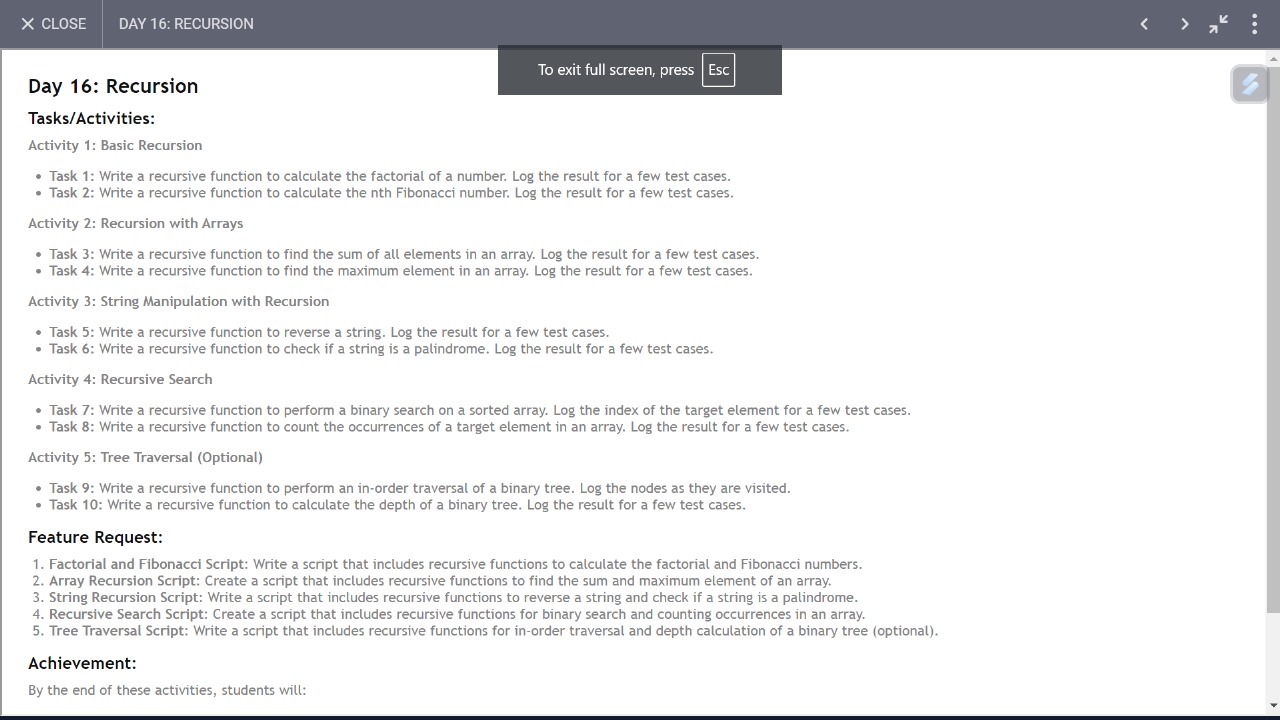 CLOSE
DAY 16: RECURSION
To exit full screen, press Esc
Day 16: Recursion
Tasks/Activities:
Activity 1: Basic Recursion
• Task 1: Write a recursive function to calculate the factorial of a number. Log the result for a few test cases.
• Task 2: Write a recursive function to calculate the nth Fibonacci number. Log the result for a few test cases.
Activity 2: Recursion with Arrays
• Task 3: Write a recursive function to find the sum of all elements in an array. Log the result for a few test cases.
• Task 4: Write a recursive function to find the maximum element in an array. Log the result for a few test cases.
Activity 3: String Manipulation with Recursion
• Task 5: Write a recursive function to reverse a string. Log the result for a few test cases.
• Task 6: Write a recursive function to check if a string is a palindrome. Log the result for a few test cases.
Activity 4: Recursive Search
• Task 7: Write a recursive function to perform a binary search on a sorted array. Log the index of the target element for a few test cases.
• Task 8: Write a recursive function to count the occurrences of a target element in an array. Log the result for a few test cases.
Activity 5: Tree Traversal (Optional)
• Task 9: Write a recursive function to perform an in-order traversal of a binary tree. Log the nodes as they are visited.
• Task 10: Write a recursive function to calculate the depth of a binary tree. Log the result for a few test cases.
Feature Request:
1. Factorial and Fibonacci Script: Write a script that includes recursive functions to calculate the factorial and Fibonacci numbers.
2. Array Recursion Script: Create a script that includes recursive functions to find the sum and maximum element of an array.
3. String Recursion Script: Write a script that includes recursive functions to reverse a string and check if a string is a palindrome.
4. Recursive Search Script: Create a script that includes recursive functions for binary search and counting occurrences in an array.
5. Tree Traversal Script: Write a script that includes recursive functions for in-order traversal and depth calculation of a binary tree (optional).
Achievement:
By the end of these activities, students will: